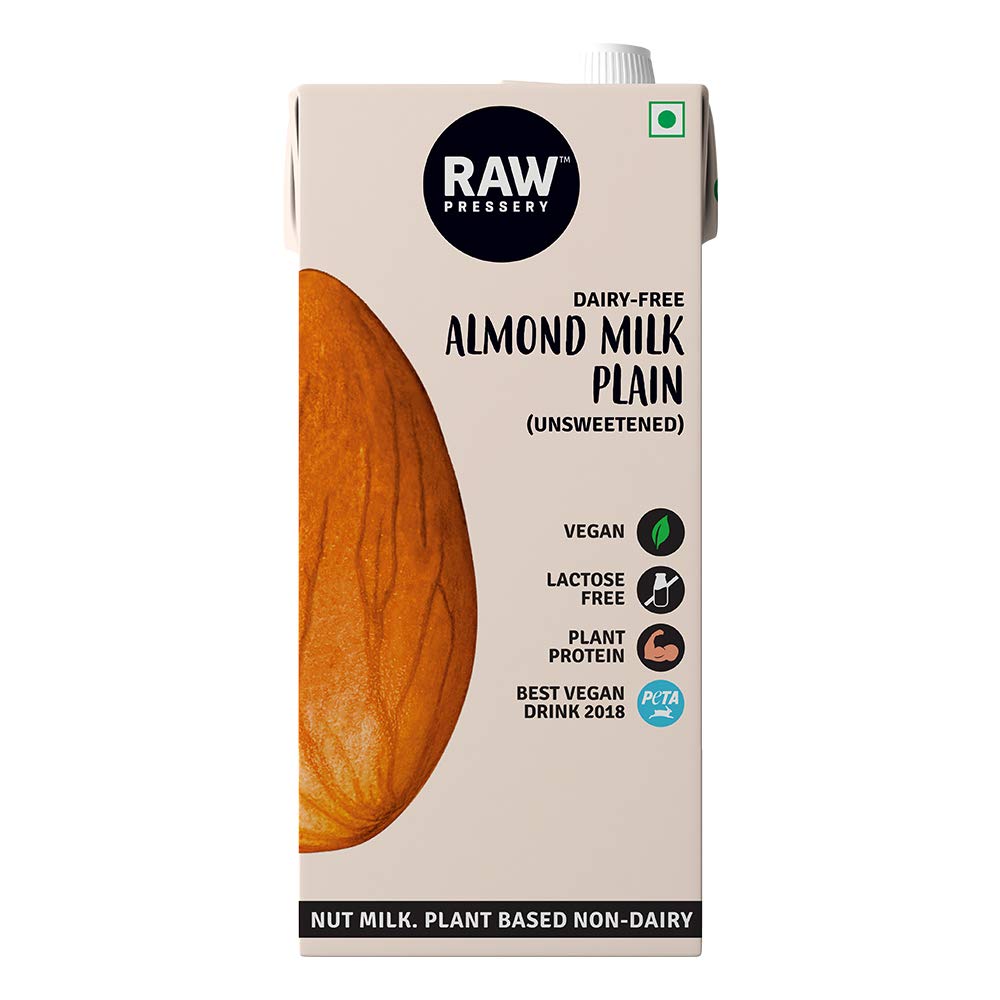 RAW™
PRESSERY
DAIRY-FREE
ALMOND MILK
PLAIN
(UNSWEETENED)
VEGAN
LACTOSE
FREE
PLANT
PROTEIN
BEST VEGAN
DRINK 2018
PeTA
NUT MILK. PLANT BASED NON-DAIRY